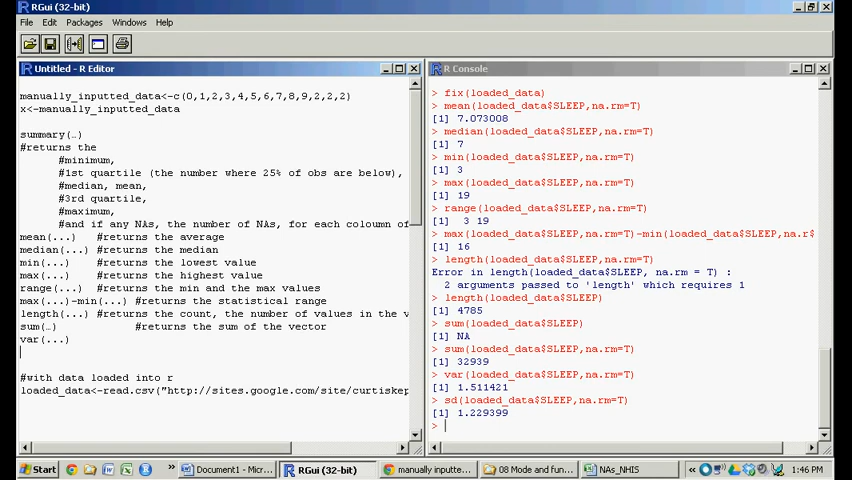 RGui (32-bit)
File Edit Packages Windows Help
Untitled - R Editor
manually_inputted_data<-c(0,1,2,3,4,5,6,7,8,9,2,2,2)
x<-manually_inputted_data
summary(…)
#returns the
#minimum,
#1st quartile (the number where 25% of obs are below),
#median, mean,
#3rd quartile,
#maximum,
#and if any NAs, the number of NAs, for each coloumn of
mean(...) #returns the average
median(...) #returns the median
min(...) #returns the lowest value
max(...) #returns the highest value
range(...) #returns the min and the max values
max(...)-min(...) #returns the statistical range
length(...) #returns the count, the number of values in the v
sum(…) #returns the sum of the vector
var(...)
#with data loaded into r
loaded_data<-read.csv("http://sites.google.com/site/curtiskep
R Console
> fix(loaded_data)
> mean(loaded_data$SLEEP,na.rm=T)
[1] 7.073008
> median(loaded_data$SLEEP,na.rm=T)
[1] 7
> min(loaded_data$SLEEP,na.rm=T)
[1] 3
> max(loaded_data$SLEEP,na.rm=T)
[1] 19
> range(loaded_data$SLEEP,na.rm=T)
[1] 3 19
> max(loaded_data$SLEEP,na.rm=T)-min(loaded_data$SLEEP,na.r$
[1] 16
> length(loaded_data$SLEEP,na.rm=T)
Error in length(loaded_data$SLEEP, na.rm = T) :
2 arguments passed to 'length' which requires 1
> length(loaded_data$SLEEP)
[1] 4785
> sum(loaded_data$SLEEP)
[1] NA
> sum(loaded_data$SLEEP,na.rm=T)
[1] 32939
> var(loaded_data$SLEEP,na.rm=T)
[1] 1.511421
> sd(loaded_data$SLEEP,na.rm=T)
[1] 1.229399
>
Start » Document1 - Micr... RGui (32-bit) manually inputte... 08 Mode and fun... NAs_NHIS « 1:46 PM